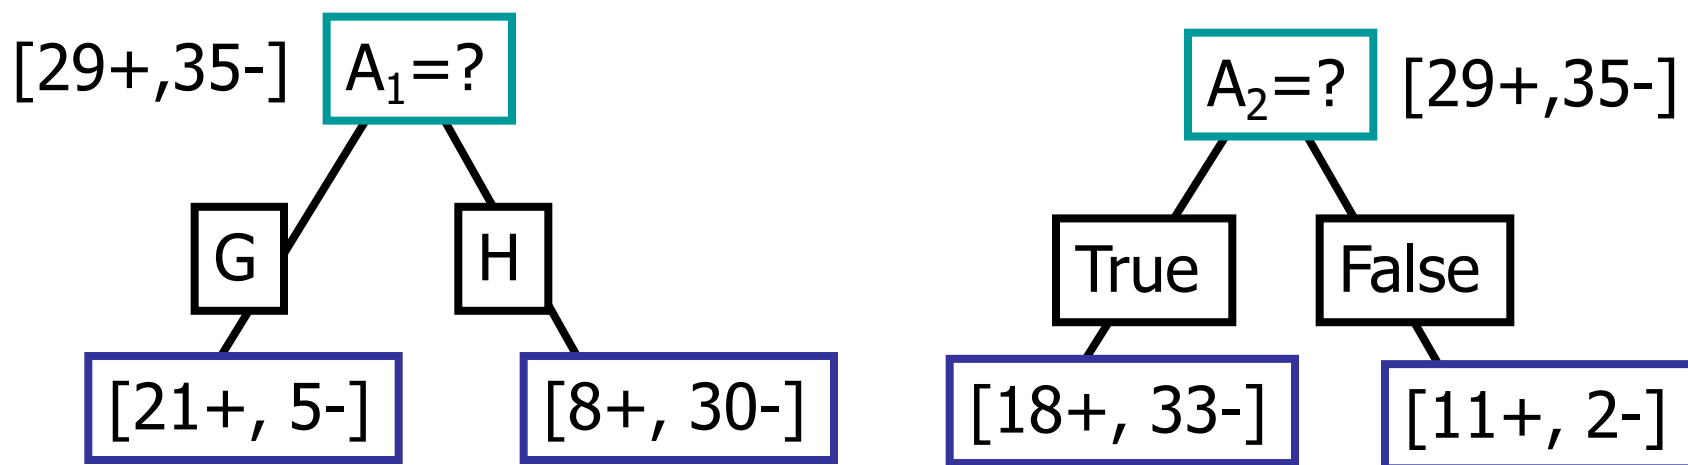 [29+,35-]
A₁=?
G
H
[21+, 5-]
[8+, 30-]
A₂=?
[29+,35-]
True
False
[18+, 33-]
[11+, 2-]